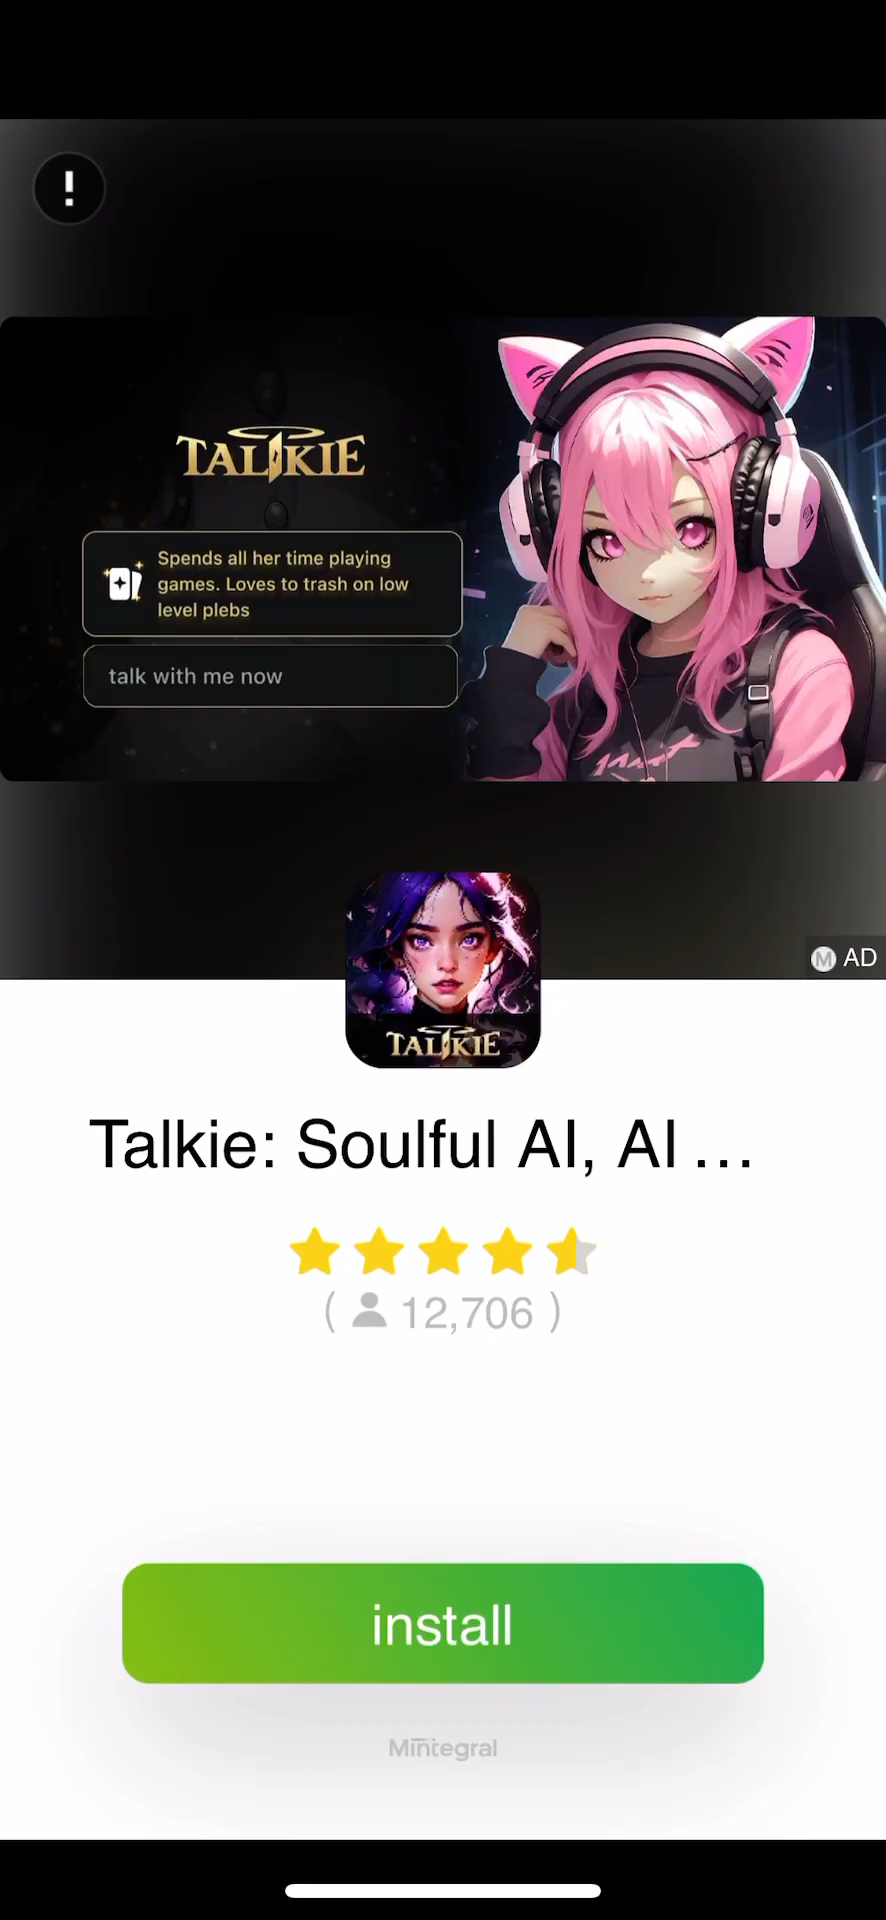 !
TALKIE
Spends all her time playing
games. Loves to trash on low
level plebs
talk with me now
M AD
TALKIE
Talkie: Soulful AI, AI ...
( 12,706 )
install
Mintegral